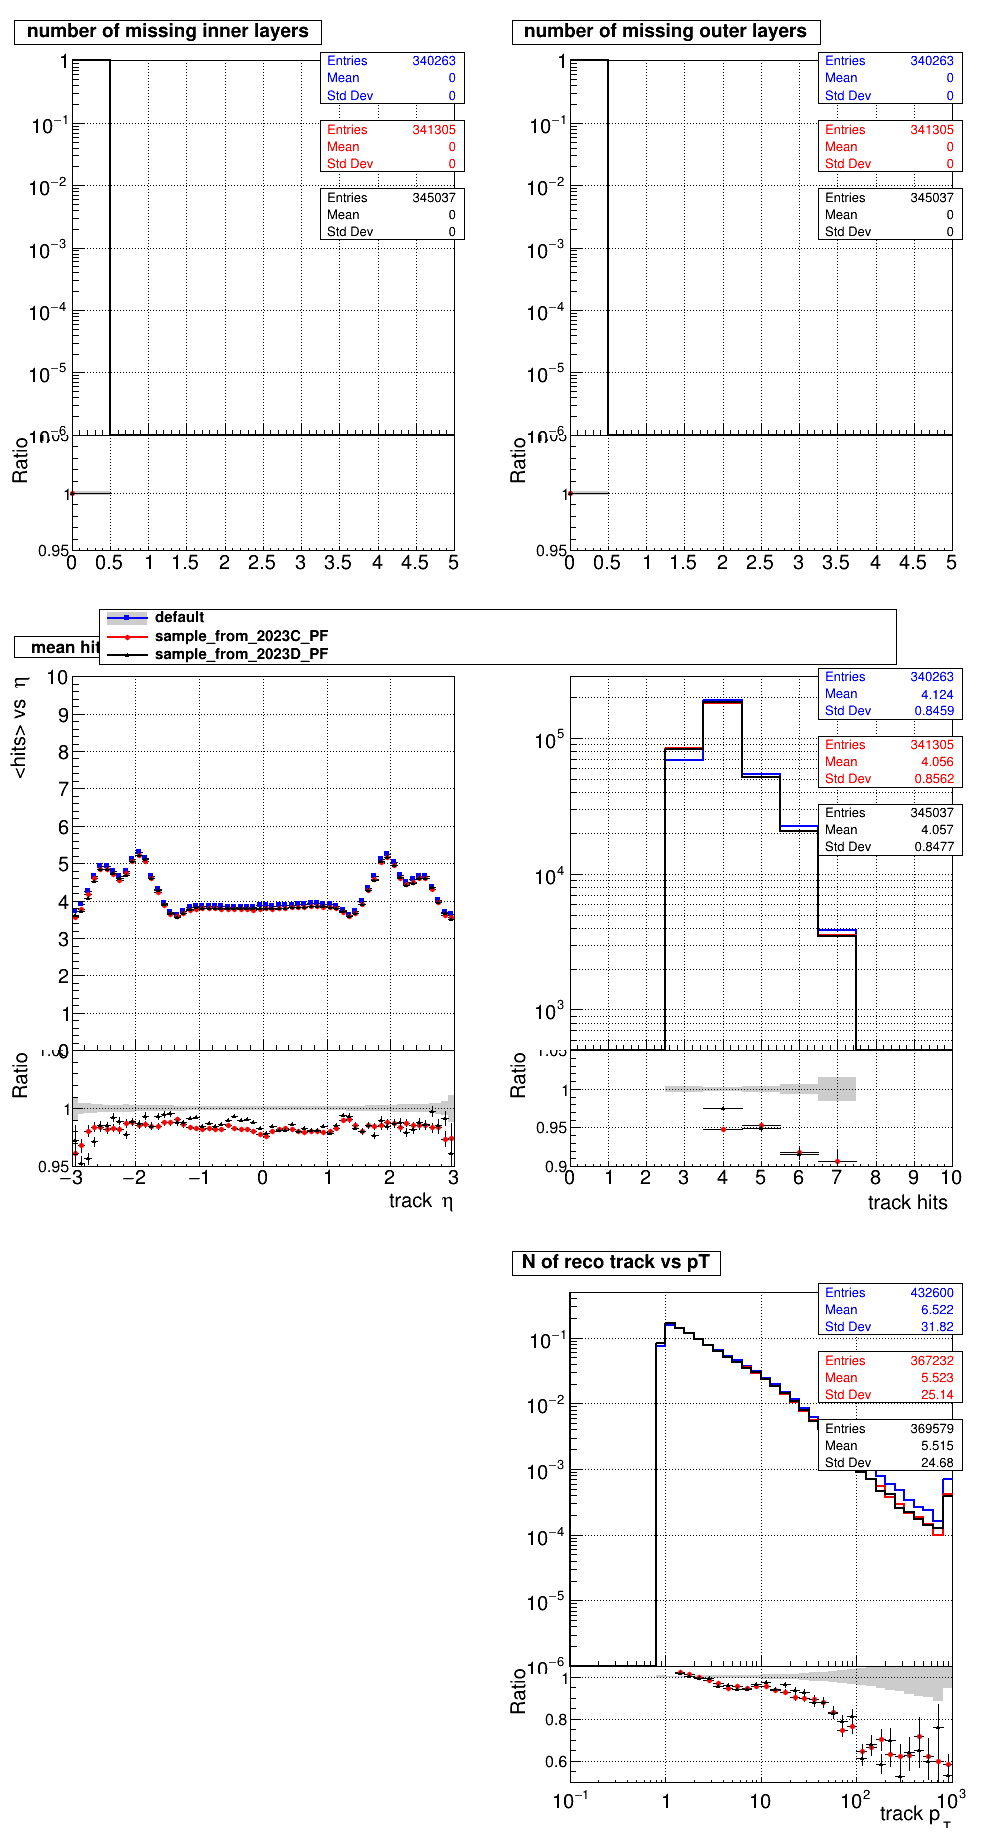 number of missing inner layers
Entries 340263
Mean 0
Std Dev 0
Entries 341305
Mean 0
Std Dev 0
Entries 345037
Mean 0
Std Dev 0
1
10−1
10−2
10−3
10−4
10−5
10−6
Ratio
1
0.95
0 0.5 1 1.5 2 2.5 3 3.5 4 4.5 5
number of missing outer layers
Entries 340263
Mean 0
Std Dev 0
Entries 341305
Mean 0
Std Dev 0
Entries 345037
Mean 0
Std Dev 0
1
10−1
10−2
10−3
10−4
10−5
10−6
Ratio
1
0.95
0 0.5 1 1.5 2 2.5 3 3.5 4 4.5 5
default
sample_from_2023C_PF
sample_from_2023D_PF
mean hit
<hits> vs η
10
9
8
7
6
5
4
3
2
1
0
Ratio
1
0.95
−3 −2 −1 0 1 2 3
track η
Entries 340263
Mean 4.124
Std Dev 0.8459
Entries 341305
Mean 4.056
Std Dev 0.8562
Entries 345037
Mean 4.057
Std Dev 0.8477
105
104
103
Ratio
1.05
1
0.95
0.9
0 1 2 3 4 5 6 7 8 9 10
track hits
N of reco track vs pT
Entries 432600
Mean 6.522
Std Dev 31.82
Entries 367232
Mean 5.523
Std Dev 25.14
Entries 369579
Mean 5.515
Std Dev 24.68
10−1
10−2
10−3
10−4
10−5
10−6
Ratio
1
0.8
0.6
10−1 1 10 102 103
track pT